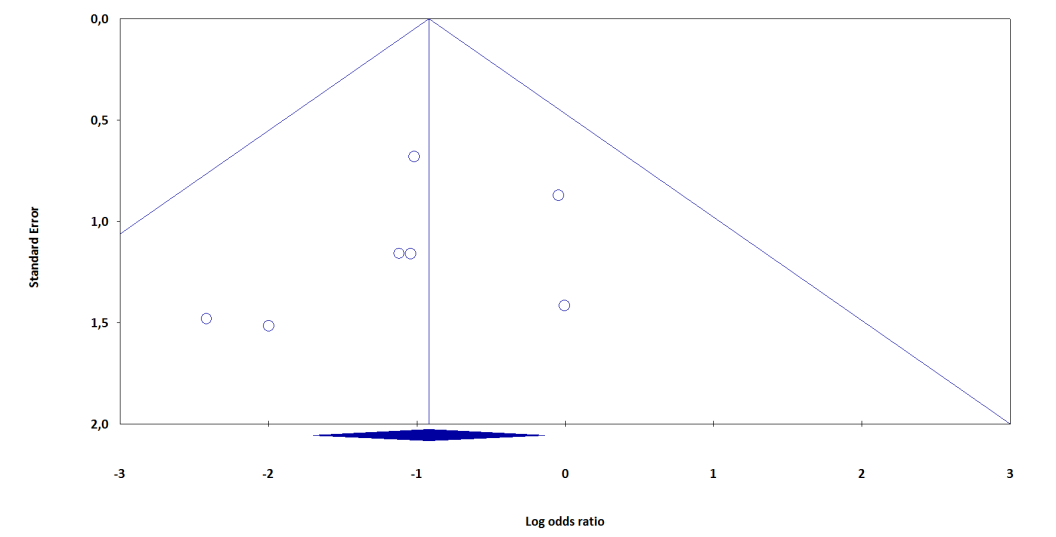 0,0
0,5
1,0
1,5
2,0
Standard Error
-3 -2 -1 0 1 2 3
Log odds ratio